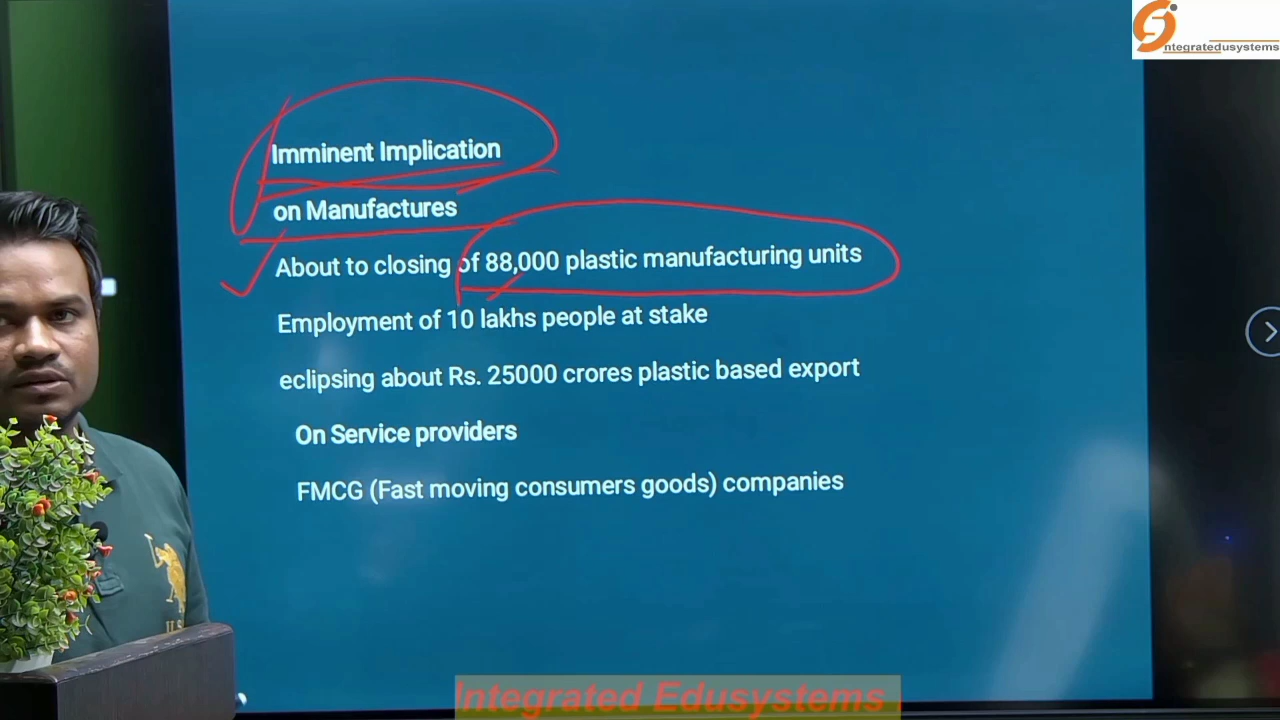 ntegratedusystems
Imminent Implication
on Manufactures
About to closing of 88,000 plastic manufacturing units
Employment of 10 lakhs people at stake
eclipsing about Rs. 25000 crores plastic based export
On Service providers
FMCG (Fast moving consumers goods) companies
U.S.
Integrated Edusystems